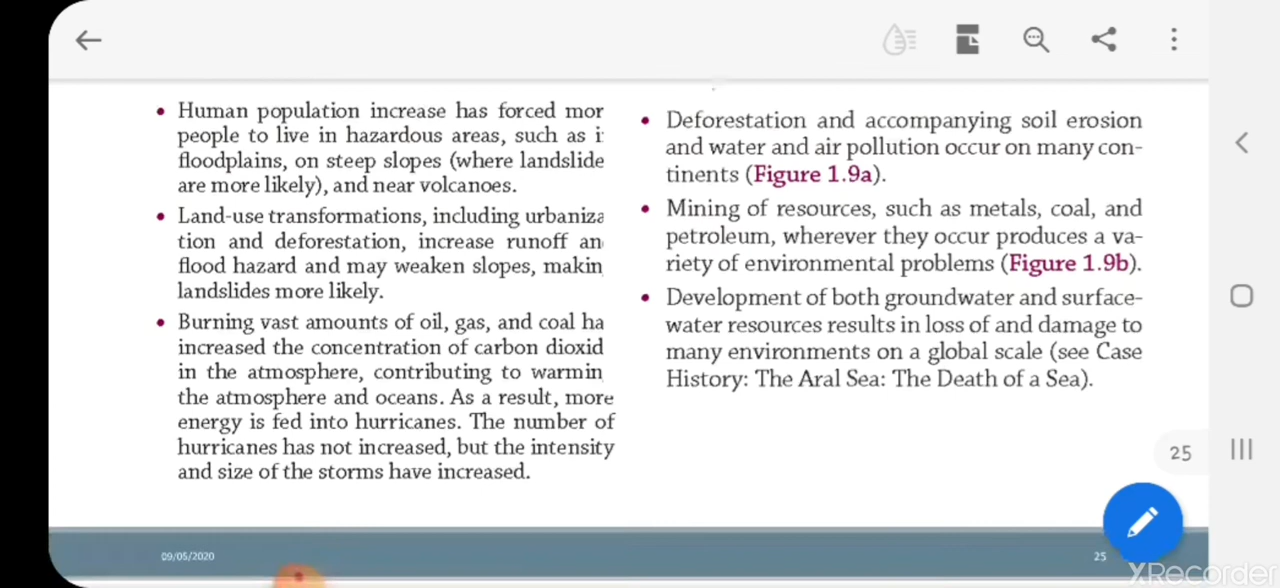 • Human population increase has forced mor
people to live in hazardous areas, such as i
floodplains, on steep slopes (where landslide
are more likely), and near volcanoes.
• Land-use transformations, including urbaniza
tion and deforestation, increase runoff an
flood hazard and may weaken slopes, makin
landslides more likely.
• Burning vast amounts of oil, gas, and coal ha
increased the concentration of carbon dioxid
in the atmosphere, contributing to warmin
the atmosphere and oceans. As a result, more
energy is fed into hurricanes. The number of
hurricanes has not increased, but the intensity
and size of the storms have increased.
• Deforestation and accompanying soil erosion
and water and air pollution occur on many con-
tinents (Figure 1.9a).
• Mining of resources, such as metals, coal, and
petroleum, wherever they occur produces a va-
riety of environmental problems (Figure 1.9b).
• Development of both groundwater and surface-
water resources results in loss of and damage to
many environments on a global scale (see Case
History: The Aral Sea: The Death of a Sea).
25
09/05/2020
25
XRecorder